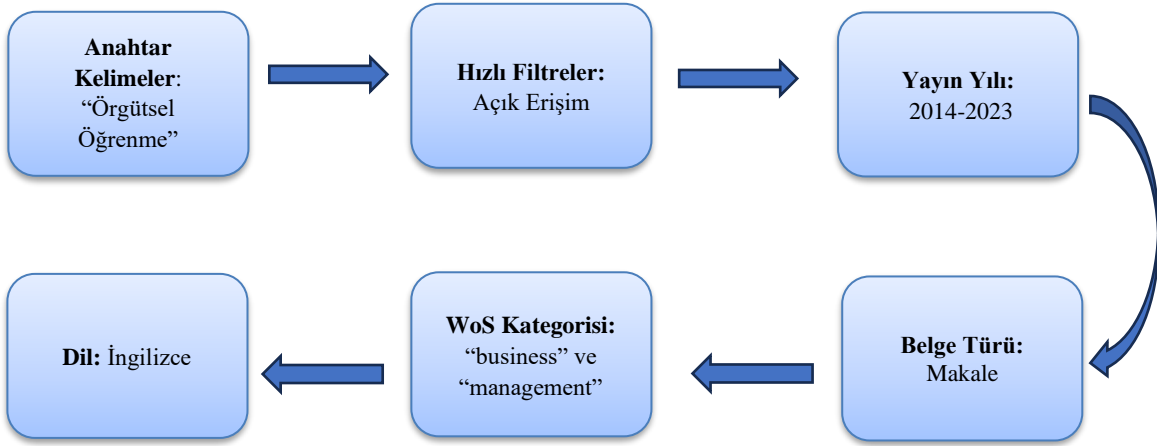 Anahtar
Kelimeler:
“Örgütsel
Öğrenme”
Hızlı Filtreler:
Açık Erişim
Yayın Yılı:
2014-2023
Belge Türü:
Makale
WoS Kategorisi:
“business” ve
“management”
Dil: İngilizce